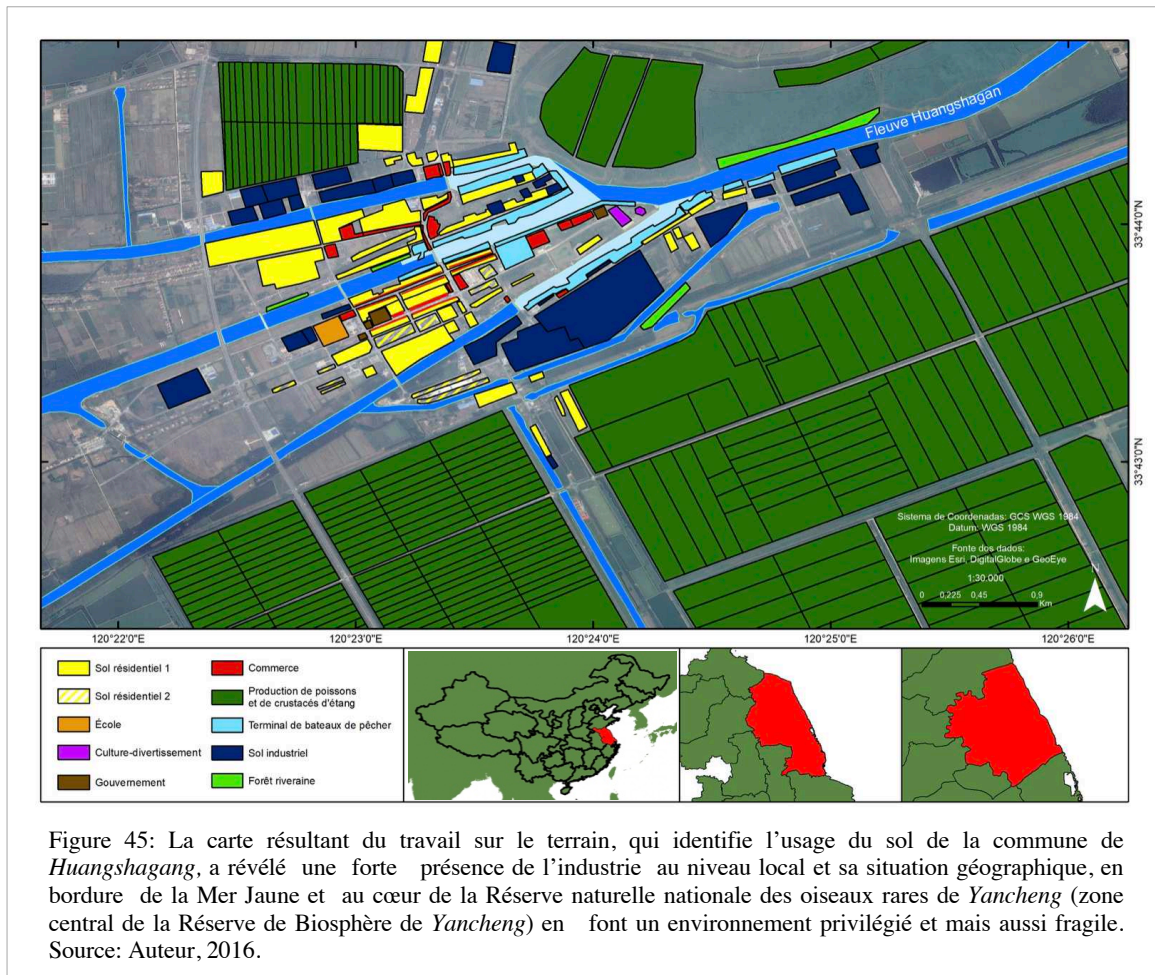 Fleuve Huangshagan
33°44'0"N
33°43'0"N
Sistema de Coordenadas: GCS WGS 1984
Datum: WGS 1984
Fonte dos dados:
Imagens Esri, DigitalGlobe e GeoEye
1:30.000
N
0 0,225 0,45 0,9
Km
120°22'0"E 120°23'0"E 120°24'0"E 120°25'0"E 120°26'0"E
Sol résidentiel 1
Sol résidentiel 2
École
Culture-divertissement
Gouvernement
Commerce
Production de poissons
et de crustacés d'étang
Terminal de bateaux de pêcher
Sol industriel
Forêt riveraine
Figure 45: La carte résultant du travail sur le terrain, qui identifie l'usage du sol de la commune de
Huangshagang, a révélé une forte présence de l'industrie au niveau local et sa situation géographique, en
bordure de la Mer Jaune et au cœur de la Réserve naturelle nationale des oiseaux rares de Yancheng (zone
central de la Réserve de Biosphère de Yancheng) en font un environnement privilégié et mais aussi fragile.
Source: Auteur, 2016.